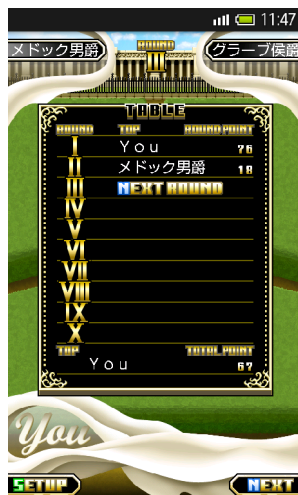 11:47
メドック男爵 ROUND III グラーブ侯爵
TABLE
ROUND TOP ROUND POINT
I You 76
II メドック男爵 18
III NEXT ROUND
IV
V
VI
VII
VIII
IX
X
TOP TOTAL POINT
You 67
You
SETUP NEXT